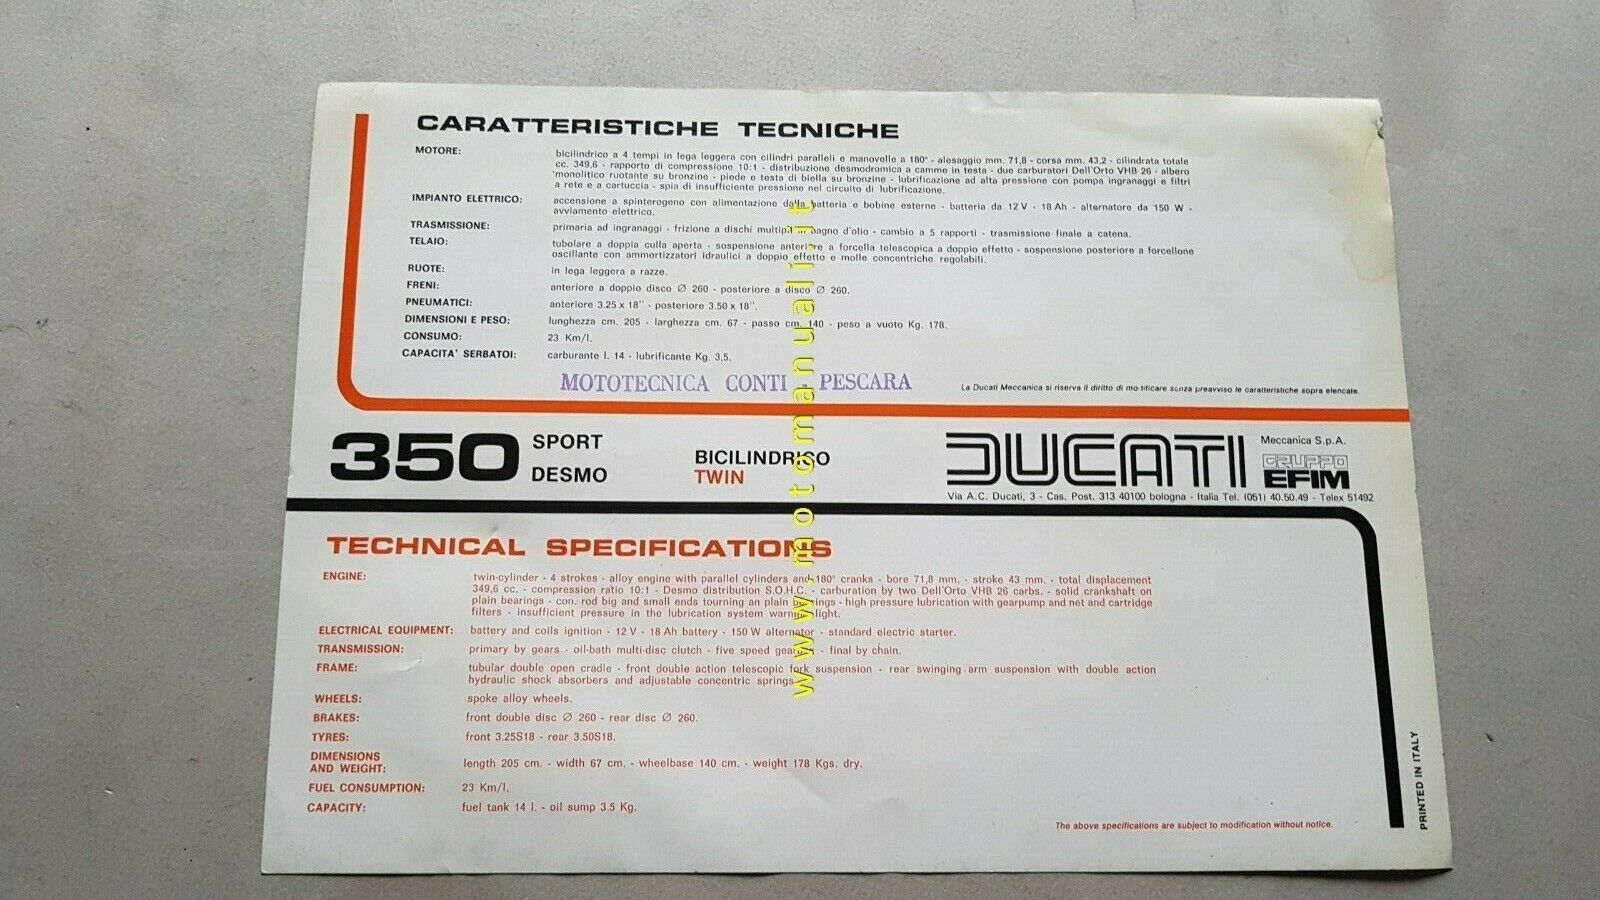 CARATTERISTICHE TECNICHE
MOTORE: bicilindrico a 4 tempi in lega leggera con cilindri paralleli e manovelle a 180° - alesaggio mm. 71,8 - corsa mm. 43,2 - cilindrata totale
cc. 349,6 - rapporto di compressione 10:1 - distribuzione desmodromica a camme in testa - due carburatori Dell'Orto VHB 26 - albero
monolitico ruotante su bronzine - piede e testa di biella su bronzine - lubrificazione ad alta pressione con pompa ingranaggi e filtri
a rete e a cartuccia - spia di insufficiente pressione nel circuito di lubrificazione.
IMPIANTO ELETTRICO: accensione a spinterogeno con alimentazione dalla batteria e bobine esterne - batteria da 12 V - 18 Ah - alternatore da 150 W -
avviamento elettrico.
TRASMISSIONE: primaria ad ingranaggi - frizione a dischi multipli in bagno d'olio - cambio a 5 rapporti - trasmissione finale a catena.
TELAIO: tubolare a doppia culla aperta - sospensione anteriore a forcella telescopica a doppio effetto - sospensione posteriore a forcellone
oscillante con ammortizzatori idraulici a doppio effetto e molle concentriche regolabili.
RUOTE: in lega leggera a razze.
FRENI: anteriore a doppio disco ∅ 260 - posteriore a disco ∅ 260.
PNEUMATICI: anteriore 3.25 x 18'' - posteriore 3.50 x 18''.
DIMENSIONI E PESO: lunghezza cm. 205 - larghezza cm. 67 - passo cm. 140 - peso a vuoto Kg. 178.
CONSUMO: 23 Km/l.
CAPACITA' SERBATOI: carburante l. 14 - lubrificante Kg. 3,5.
MOTOTECNICA CONTI - PESCARA
La Ducati Meccanica si riserva il diritto di modificare senza preavviso le caratteristiche sopra elencate.
350 SPORT DESMO
BICILINDRICO
TWIN
DUCATI Meccanica S.p.A.
GRUPPO
EFIM
Via A.C. Ducati, 3 - Cas. Post. 313 40100 bologna - Italia Tel. (051) 40.50.49 - Telex 51492
TECHNICAL SPECIFICATIONS
ENGINE: twin-cylinder - 4 strokes - alloy engine with parallel cylinders and 180° cranks - bore 71,8 mm. - stroke 43 mm. - total displacement
349,6 cc. - compression ratio 10:1 - Desmo distribution S.O.H.C. - carburation by two Dell'Orto VHB 26 carbs. - solid crankshaft on
plain bearings - con. rod big and small ends tourning an plain bearings - high pressure lubrication with gearpump and net and cartridge
filters - insufficient pressure in the lubrication system warning light.
ELECTRICAL EQUIPMENT: battery and coils ignition - 12 V - 18 Ah battery - 150 W alternator - standard electric starter.
TRANSMISSION: primary by gears - oil-bath multi-disc clutch - five speed gearbox - final by chain.
FRAME: tubular double open cradle - front double action telescopic fork suspension - rear swinging arm suspension with double action
hydraulic shock absorbers and adjustable concentric springs.
WHEELS: spoke alloy wheels.
BRAKES: front double disc ∅ 260 - rear disc ∅ 260.
TYRES: front 3.25S18 - rear 3.50S18.
DIMENSIONS
AND WEIGHT: length 205 cm. - width 67 cm. - wheelbase 140 cm. - weight 178 Kgs. dry.
FUEL CONSUMPTION: 23 Km/l.
CAPACITY: fuel tank 14 l. - oil sump 3.5 Kg.
The above specifications are subject to modification without notice.
PRINTED IN ITALY
www.motomanuali.it